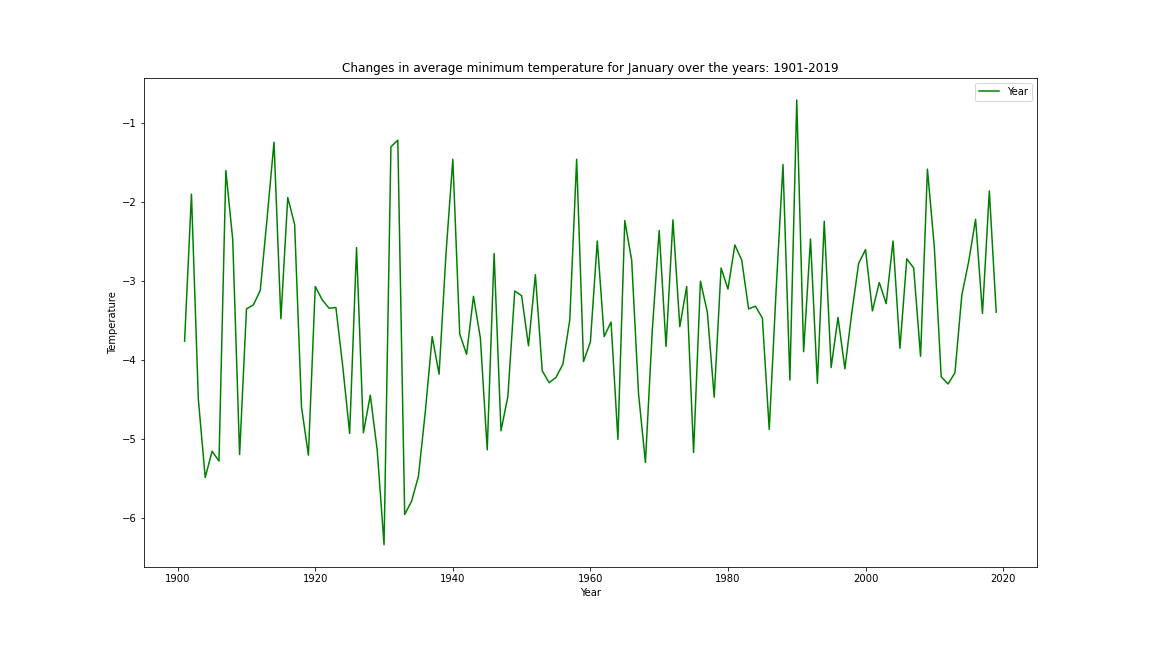 Changes in average minimum temperature for January over the years: 1901-2019
Year
−1
−2
−3
−4
−5
−6
Temperature
1900 1920 1940 1960 1980 2000 2020
Year